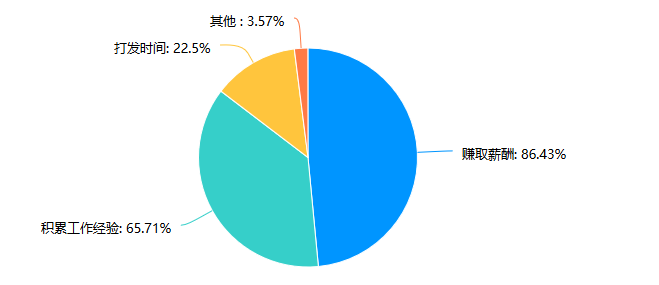 其他 : 3.57%
打发时间: 22.5%
赚取薪酬: 86.43%
积累工作经验: 65.71%